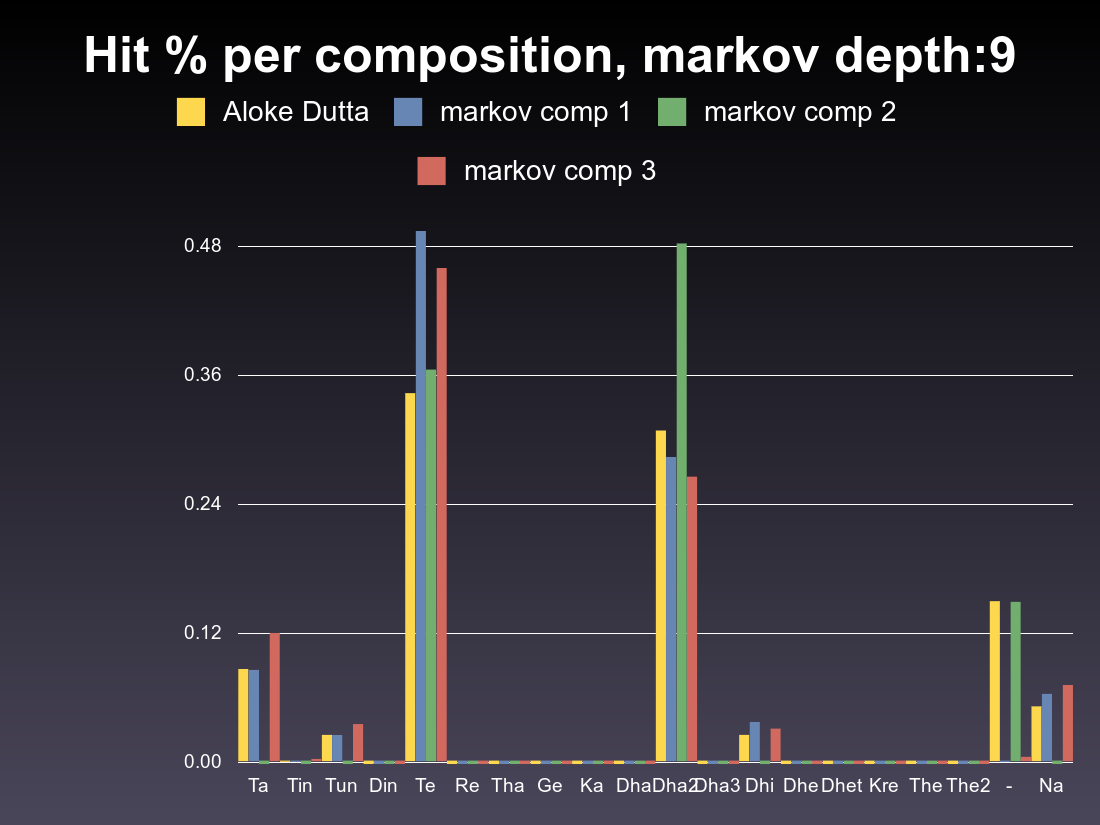 Hit % per composition, markov depth:9
Aloke Dutta markov comp 1 markov comp 2
markov comp 3
0.48
0.36
0.24
0.12
0.00
Ta Tin Tun Din Te Re Tha Ge Ka Dha Dha2 Dha3 Dhi Dhe Dhet Kre The The2 - Na